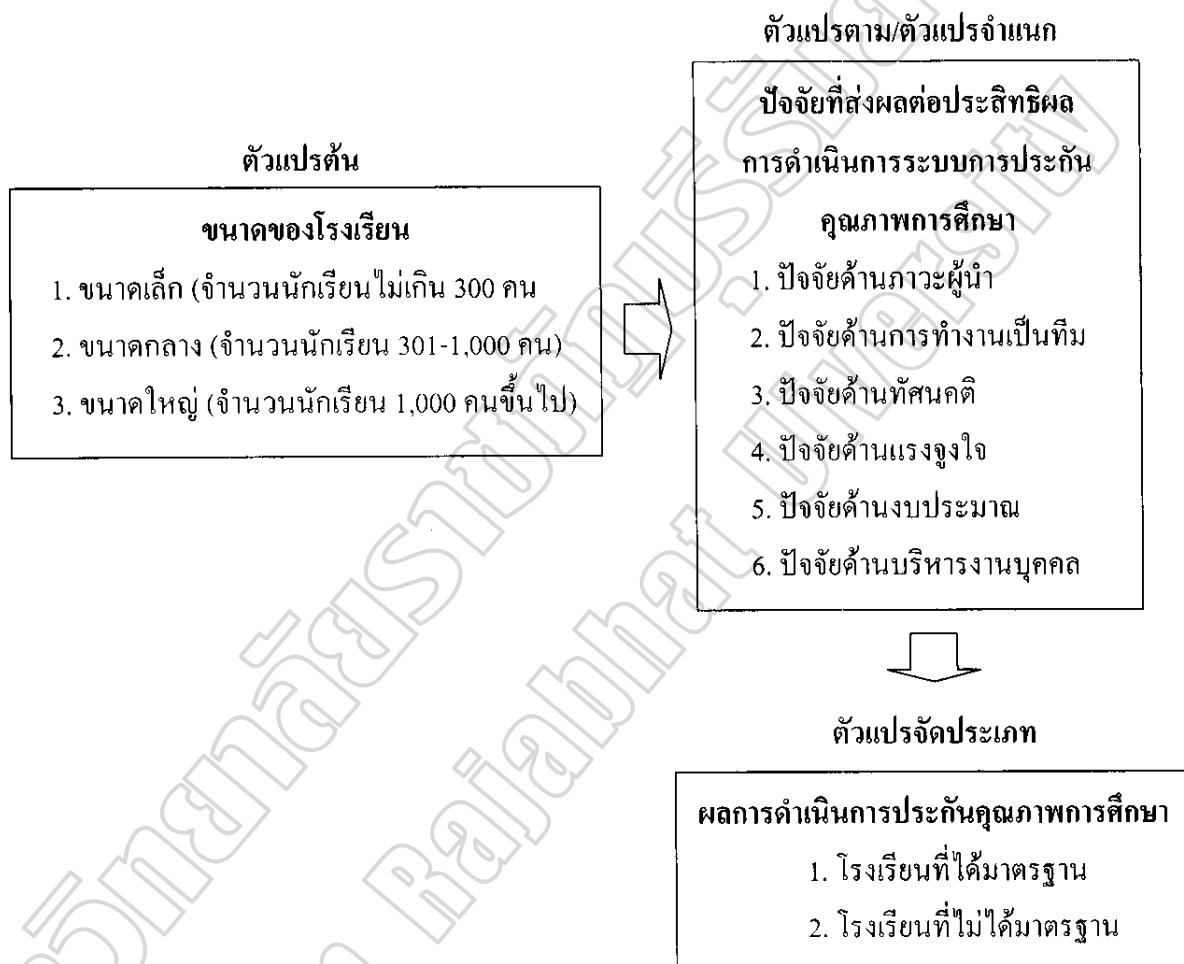 ตัวแปรต้น
ขนาดของโรงเรียน
1. ขนาดเล็ก (จำนวนนักเรียนไม่เกิน 300 คน
2. ขนาดกลาง (จำนวนนักเรียน 301-1,000 คน)
3. ขนาดใหญ่ (จำนวนนักเรียน 1,000 คนขึ้นไป)
ตัวแปรตาม/ตัวแปรจำแนก
ปัจจัยที่ส่งผลต่อประสิทธิผล
การดำเนินการระบบการประกัน
คุณภาพการศึกษา
1. ปัจจัยด้านภาวะผู้นำ
2. ปัจจัยด้านการทำงานเป็นทีม
3. ปัจจัยด้านทัศนคติ
4. ปัจจัยด้านแรงจูงใจ
5. ปัจจัยด้านงบประมาณ
6. ปัจจัยด้านบริหารงานบุคคล
ตัวแปรจัดประเภท
ผลการดำเนินการประกันคุณภาพการศึกษา
1. โรงเรียนที่ได้มาตรฐาน
2. โรงเรียนที่ไม่ได้มาตรฐาน
Rajabhat